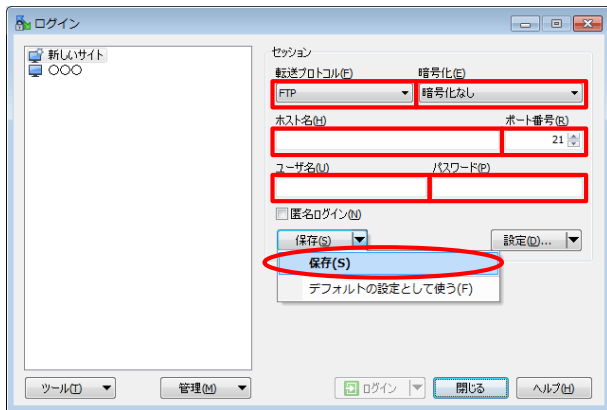 ログイン
新しいサイト
○○○
セッション
転送プロトコル(F) 暗号化(E)
FTP 暗号化なし
ホスト名(H) ポート番号(R)
21
ユーザ名(U) パスワード(P)
匿名ログイン(N)
保存(S) 設定(D)...
保存(S)
デフォルトの設定として使う(F)
ツール(T) 管理(M) ログイン 閉じる ヘルプ(H)